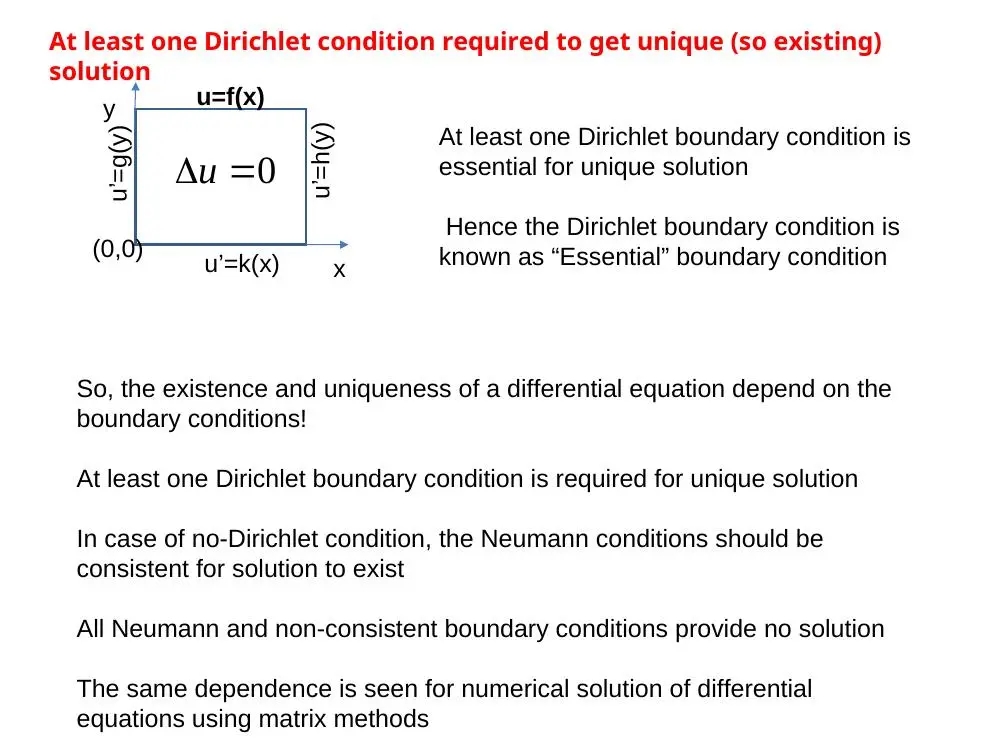 At least one Dirichlet condition required to get unique (so existing)
solution
u=f(x)
y
u’=g(y)
u’=h(y)
Δu =0
(0,0)
u’=k(x)
x
At least one Dirichlet boundary condition is
essential for unique solution
Hence the Dirichlet boundary condition is
known as “Essential” boundary condition
So, the existence and uniqueness of a differential equation depend on the
boundary conditions!
At least one Dirichlet boundary condition is required for unique solution
In case of no-Dirichlet condition, the Neumann conditions should be
consistent for solution to exist
All Neumann and non-consistent boundary conditions provide no solution
The same dependence is seen for numerical solution of differential
equations using matrix methods